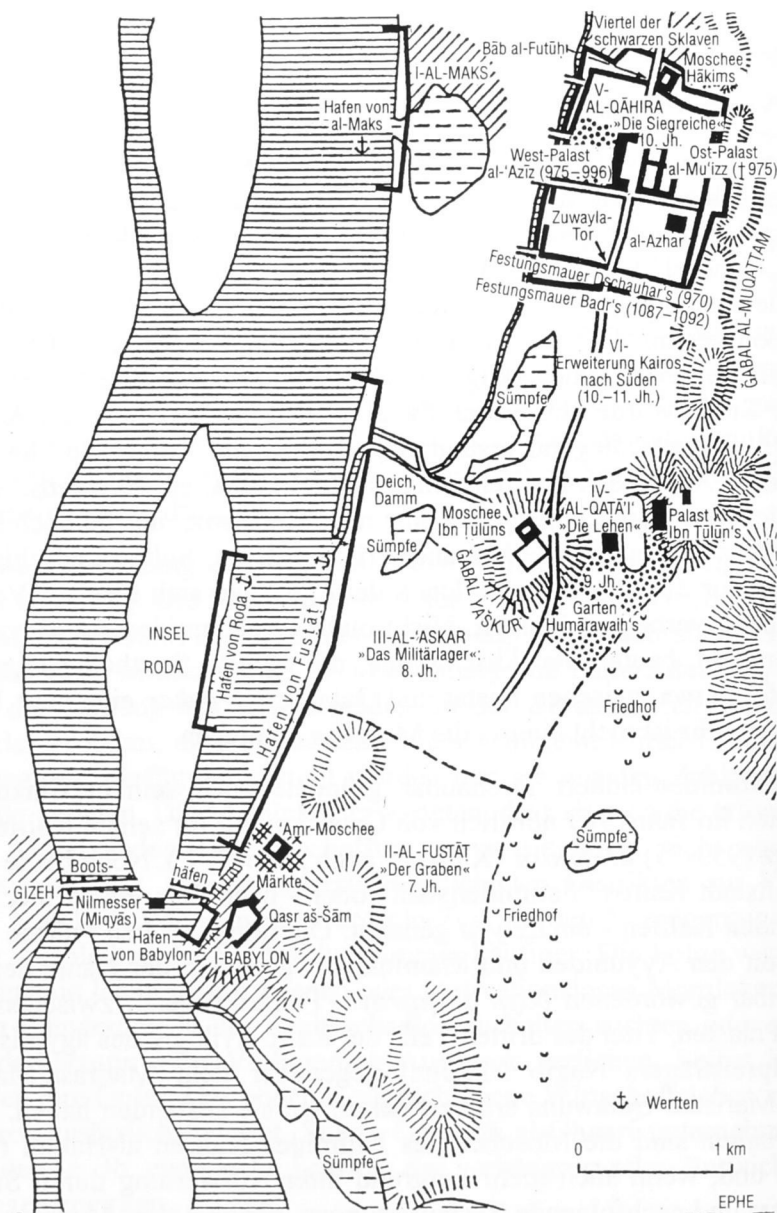 Viertel der
schwarzen Sklaven
Bāb al-Futūḥ
Moschee
Hākims
I-AL-MAKS
V-
AL-QĀHIRA
»Die Siegreiche«
10. Jh.
Hafen von
al-Maks
West-Palast
al-'Azīz (975–996)
Ost-Palast
al-Mu'izz († 975)
Zuwayla-
Tor
al-Azhar
Festungsmauer Dschauhar's (970)
Festungsmauer Badr's (1087–1092)
ĞABAL AL-MUQAṬṬAM
VI-
Erweiterung Kairos
nach Süden
(10.–11. Jh.)
Sümpfe
Deich,
Damm
Sümpfe
Moschee
Ibn Ṭūlūns
IV-
AL-QAṬĀ'I'
»Die Lehen«
Palast
Ibn Ṭūlūn's
ĞABAL YAŠKUR
9. Jh.
Garten
Ḫumārawaih's
INSEL
RODA
Hafen von Roda
Hafen von Fusṭāṭ
III-AL-'ASKAR
»Das Militärlager«:
8. Jh.
Friedhof
Sümpfe
'Amr-Moschee
II-AL-FUSṬĀṬ
»Der Graben«
7. Jh.
Märkte
Boots-
häfen
GIZEH
Nilmesser
(Miqyās)
Qaṣr aš-Šām
Hafen
von Babylon
I-BABYLON
Friedhof
Werften
Sümpfe
0 1 km
EPHE